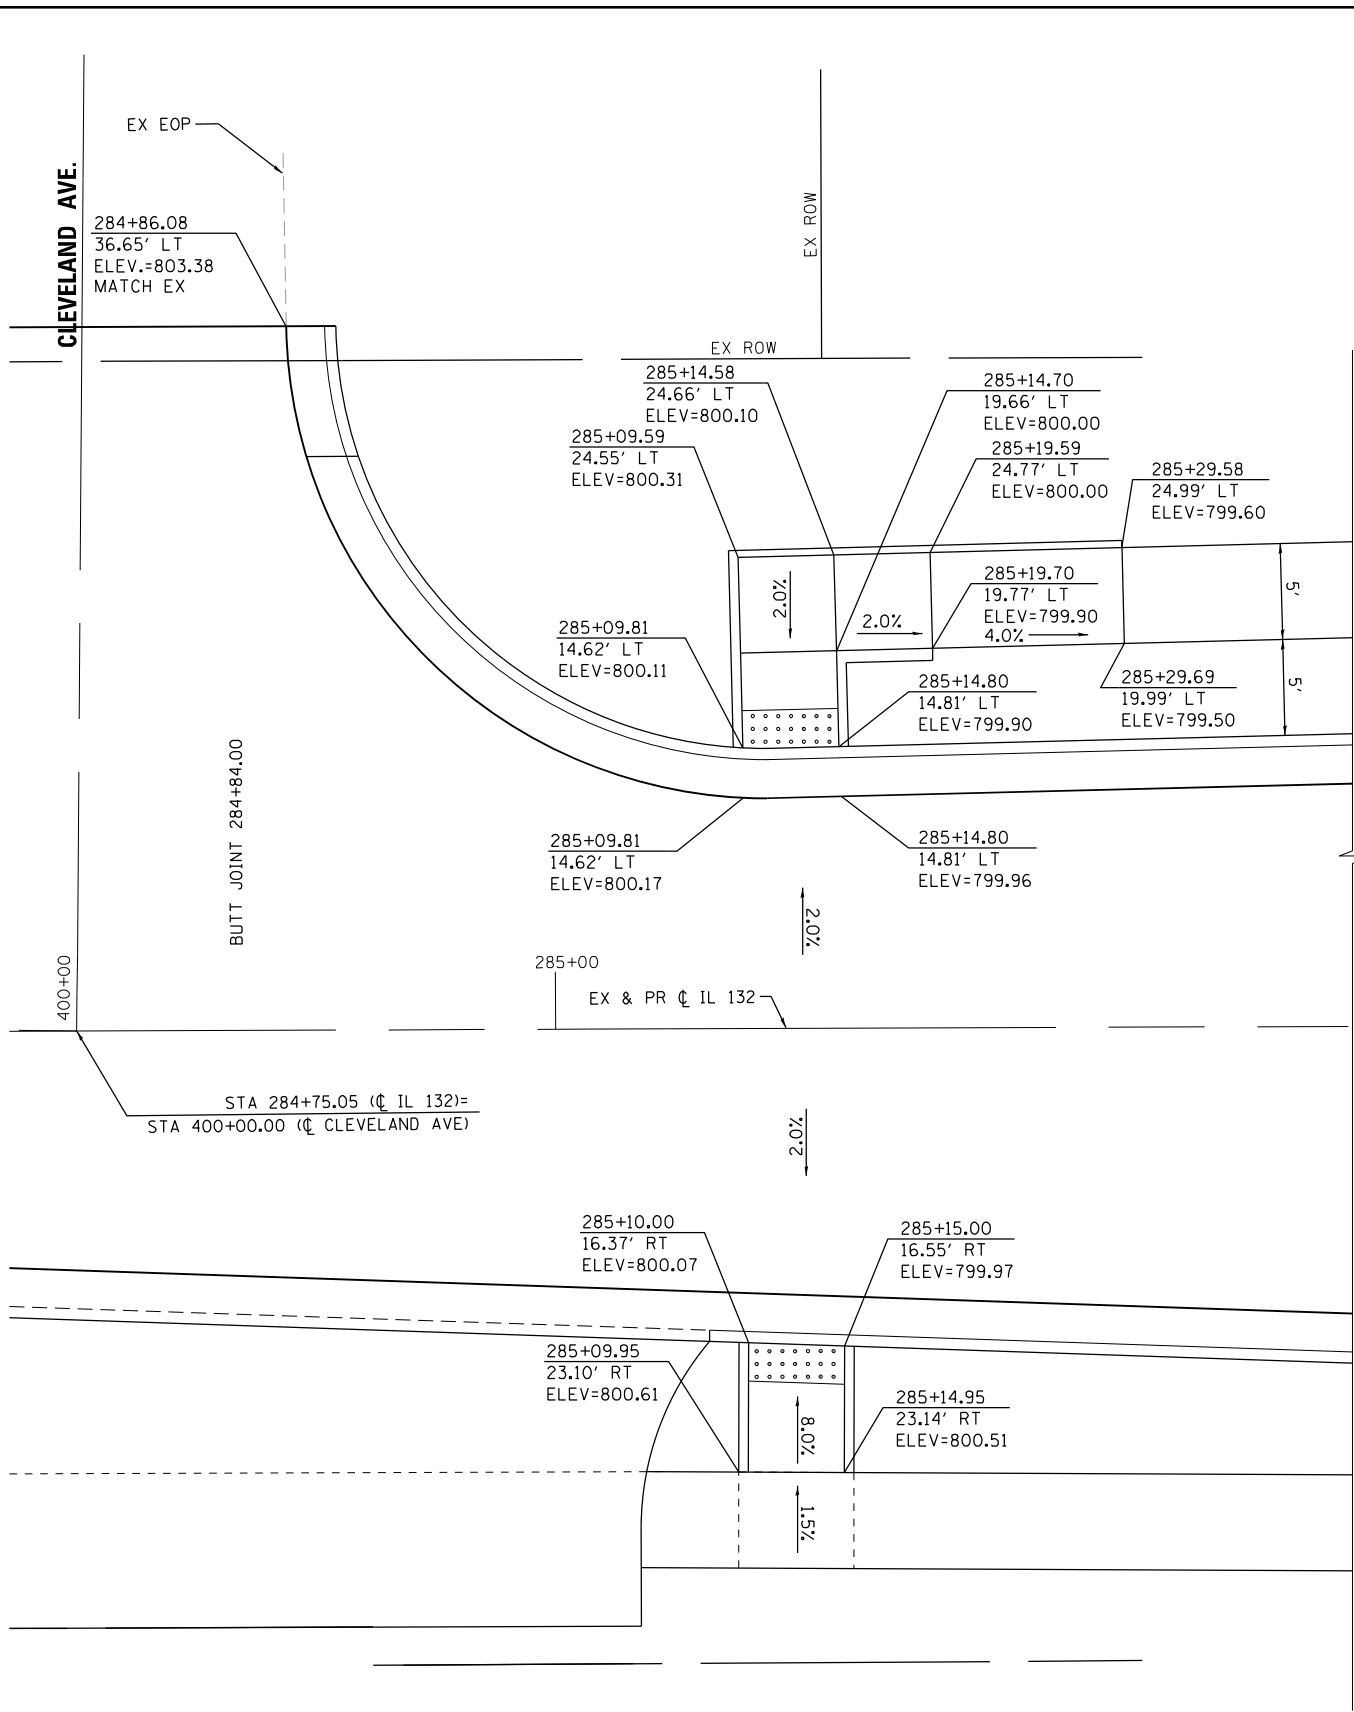 EX EOP
CLEVELAND AVE.
284+86.08
36.65' LT
ELEV.=803.38
MATCH EX
EX ROW
EX ROW
285+14.58
24.66' LT
ELEV=800.10
285+14.70
19.66' LT
ELEV=800.00
285+09.59
24.55' LT
ELEV=800.31
285+19.59
24.77' LT
ELEV=800.00
285+29.58
24.99' LT
ELEV=799.60
2.0%
2.0%
285+19.70
19.77' LT
ELEV=799.90
4.0%
5'
285+09.81
14.62' LT
ELEV=800.11
285+14.80
14.81' LT
ELEV=799.90
285+29.69
19.99' LT
ELEV=799.50
5'
BUTT JOINT 284+84.00
285+09.81
14.62' LT
ELEV=800.17
285+14.80
14.81' LT
ELEV=799.96
2.0%
400+00
285+00
EX & PR ℄ IL 132
STA 284+75.05 (℄ IL 132)=
STA 400+00.00 (℄ CLEVELAND AVE)
2.0%
285+10.00
16.37' RT
ELEV=800.07
285+15.00
16.55' RT
ELEV=799.97
285+09.95
23.10' RT
ELEV=800.61
285+14.95
23.14' RT
ELEV=800.51
8.0%
1.5%